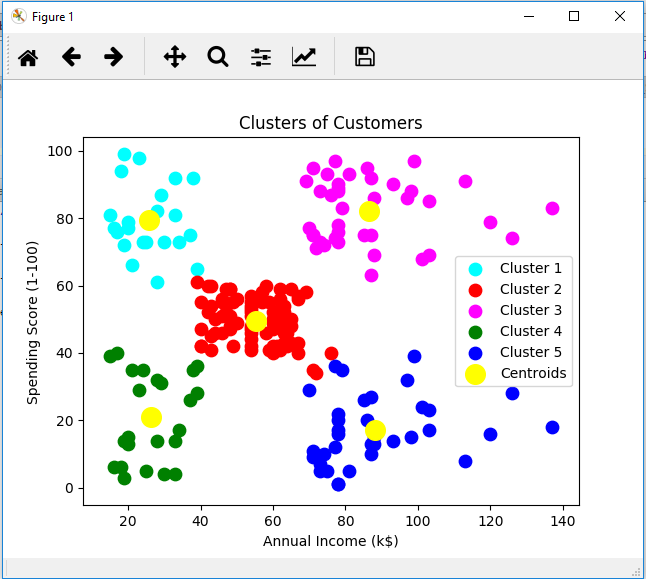 Figure 1
Clusters of Customers
100
80
60
40
20
0
Spending Score (1-100)
Cluster 1
Cluster 2
Cluster 3
Cluster 4
Cluster 5
Centroids
20 40 60 80 100 120 140
Annual Income (k$)